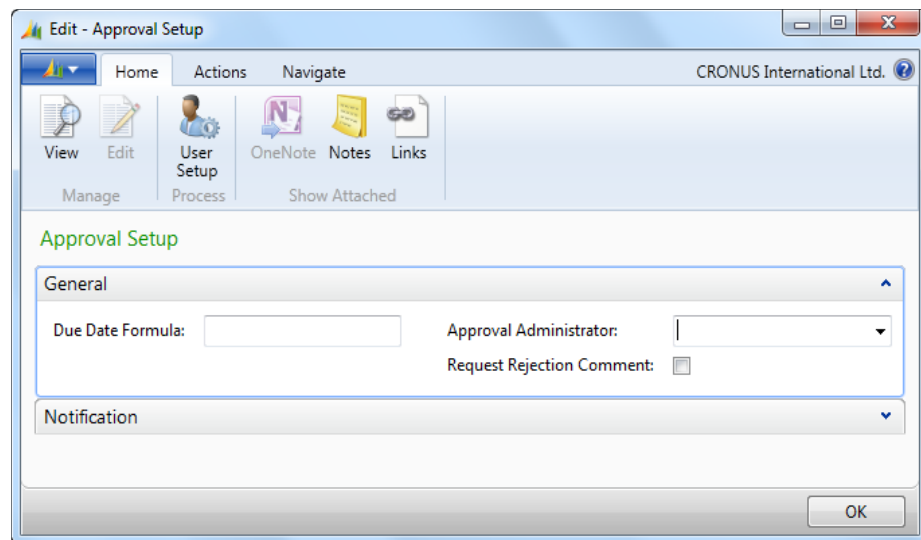 Edit - Approval Setup
Home Actions Navigate CRONUS International Ltd.
View Edit User Setup OneNote Notes Links
Manage Process Show Attached
Approval Setup
General
Due Date Formula: Approval Administrator:
Request Rejection Comment:
Notification
OK